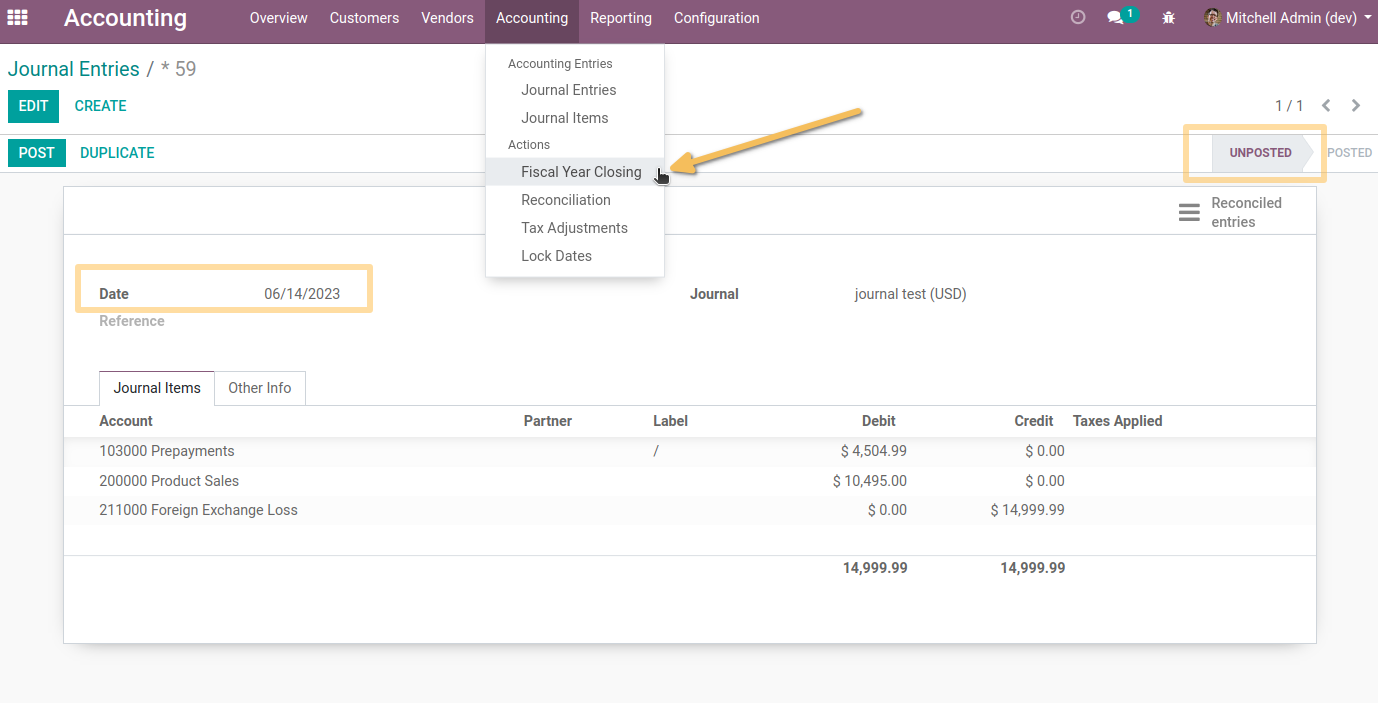 Accounting Overview Customers Vendors Accounting Reporting Configuration 1 Mitchell Admin (dev)
Journal Entries / * 59
EDIT CREATE 1 / 1
POST DUPLICATE UNPOSTED POSTED
Accounting Entries
Journal Entries
Journal Items
Actions
Fiscal Year Closing
Reconciliation
Tax Adjustments
Lock Dates
Reconciled
entries
Date 06/14/2023 Journal journal test (USD)
Reference
Journal Items Other Info
Account Partner Label Debit Credit Taxes Applied
103000 Prepayments / $ 4,504.99 $ 0.00
200000 Product Sales $ 10,495.00 $ 0.00
211000 Foreign Exchange Loss $ 0.00 $ 14,999.99
14,999.99 14,999.99